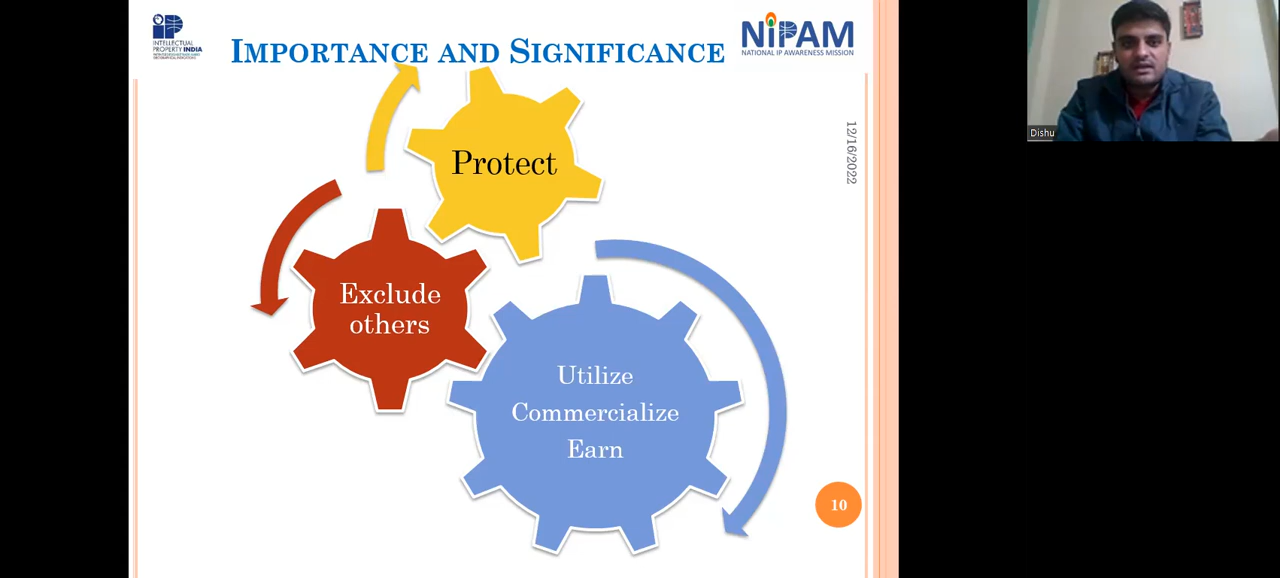 INTELLECTUAL
PROPERTY INDIA
IMPORTANCE AND SIGNIFICANCE
NIPAM
NATIONAL IP AWARENESS MISSION
Protect
12/16/2022
Exclude
others
Utilize
Commercialize
Earn
10
Dishu